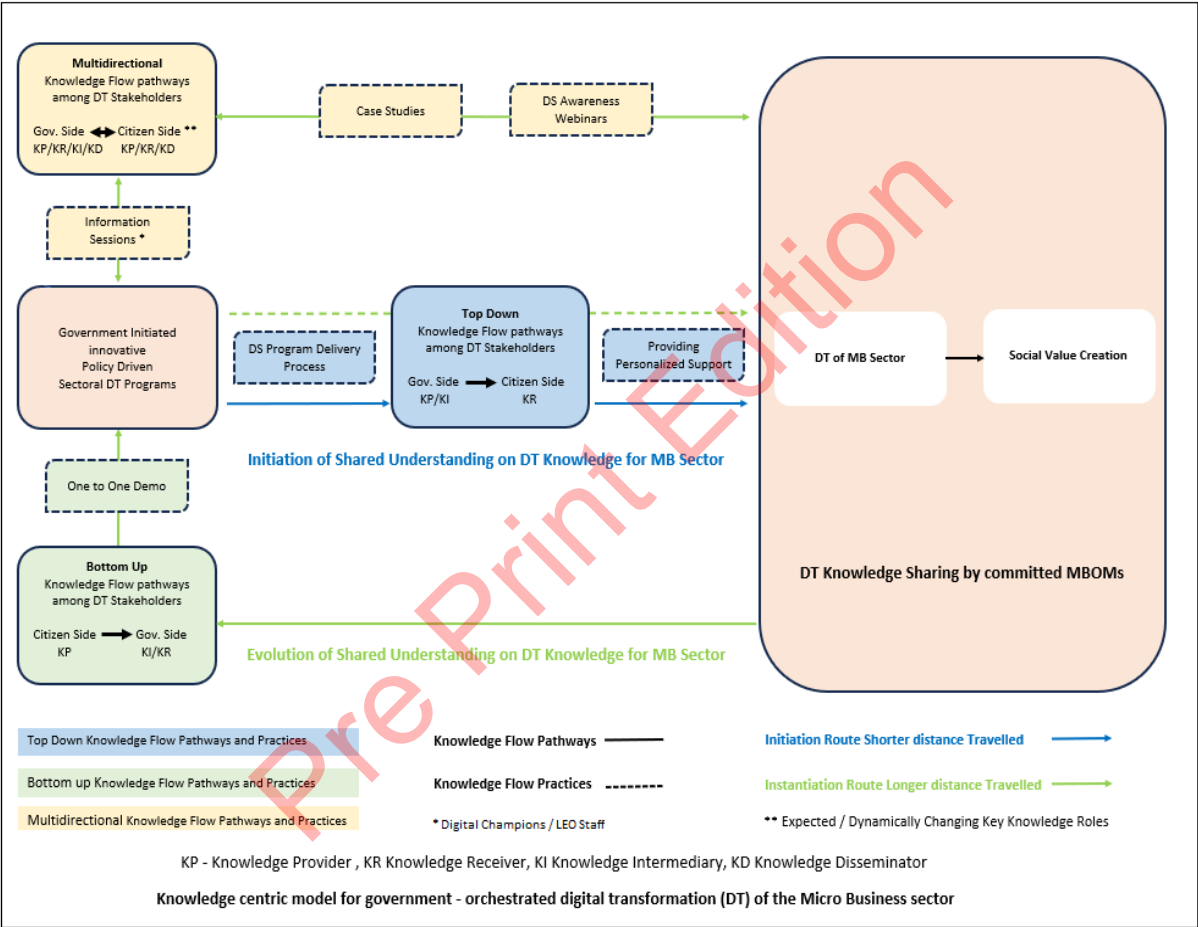 Multidirectional
Knowledge Flow pathways
among DT Stakeholders
Gov. Side Citizen Side **
KP/KR/KI/KD KP/KR/KD
Case Studies
DS Awareness
Webinars
Information
Sessions *
Government Initiated
innovative
Policy Driven
Sectoral DT Programs
DS Program Delivery
Process
Top Down
Knowledge Flow pathways
among DT Stakeholders
Gov. Side Citizen Side
KP/KI KR
Providing
Personalized Support
DT of MB Sector
Social Value Creation
Initiation of Shared Understanding on DT Knowledge for MB Sector
One to One Demo
Bottom Up
Knowledge Flow pathways
among DT Stakeholders
Citizen Side Gov. Side
KP KI/KR
DT Knowledge Sharing by committed MBOMs
Evolution of Shared Understanding on DT Knowledge for MB Sector
Pre Print Edition
Top Down Knowledge Flow Pathways and Practices
Knowledge Flow Pathways
Initiation Route Shorter distance Travelled
Bottom up Knowledge Flow Pathways and Practices
Knowledge Flow Practices
Instantiation Route Longer distance Travelled
Multidirectional Knowledge Flow Pathways and Practices
* Digital Champions / LEO Staff
** Expected / Dynamically Changing Key Knowledge Roles
KP - Knowledge Provider , KR Knowledge Receiver, KI Knowledge Intermediary, KD Knowledge Disseminator
Knowledge centric model for government - orchestrated digital transformation (DT) of the Micro Business sector